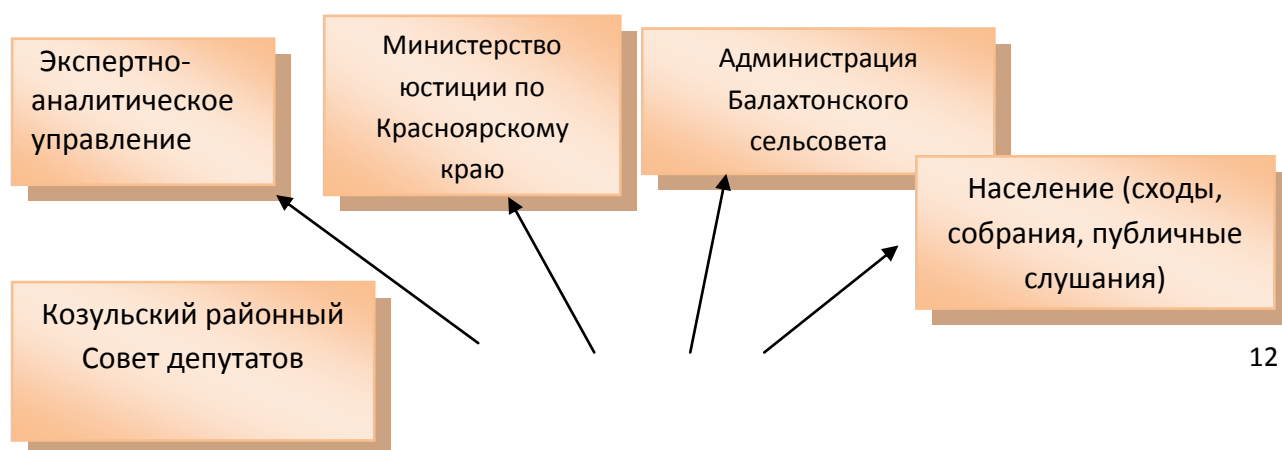 Экспертно-
аналитическое
управление
Министерство
юстиции по
Красноярскому
краю
Администрация
Балахтонского
сельсовета
Население (сходы,
собрания, публичные
слушания)
Козульский районный
Совет депутатов
12